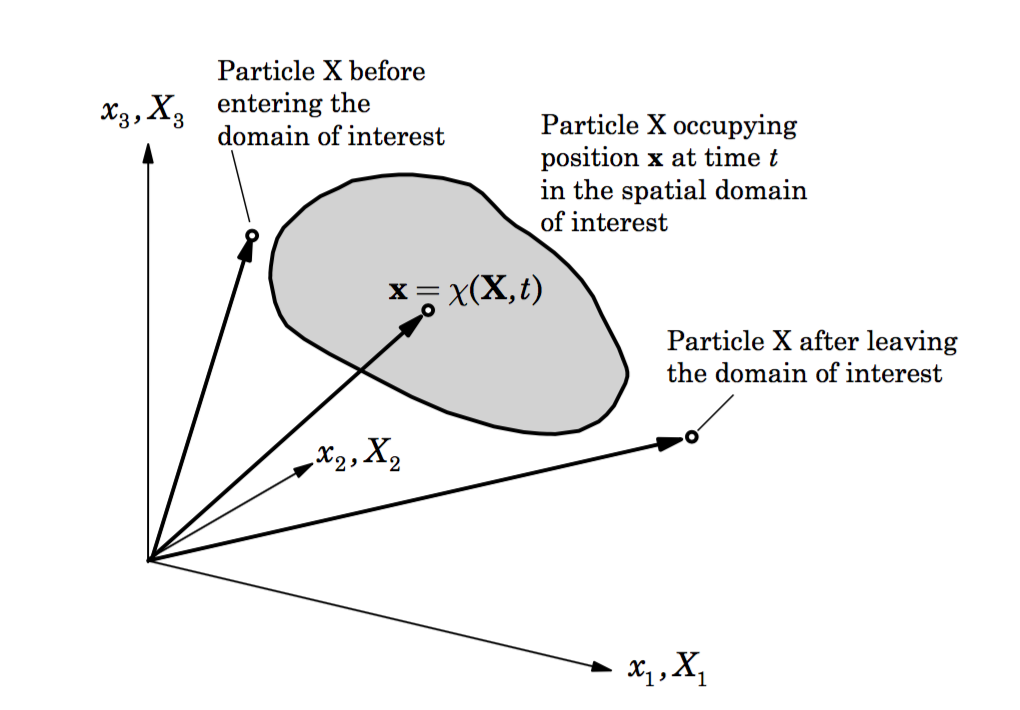 Particle X before
entering the
domain of interest
x₃, X₃
Particle X occupying
position x at time t
in the spatial domain
of interest
x = χ(X, t)
Particle X after leaving
the domain of interest
x₂, X₂
x₁, X₁